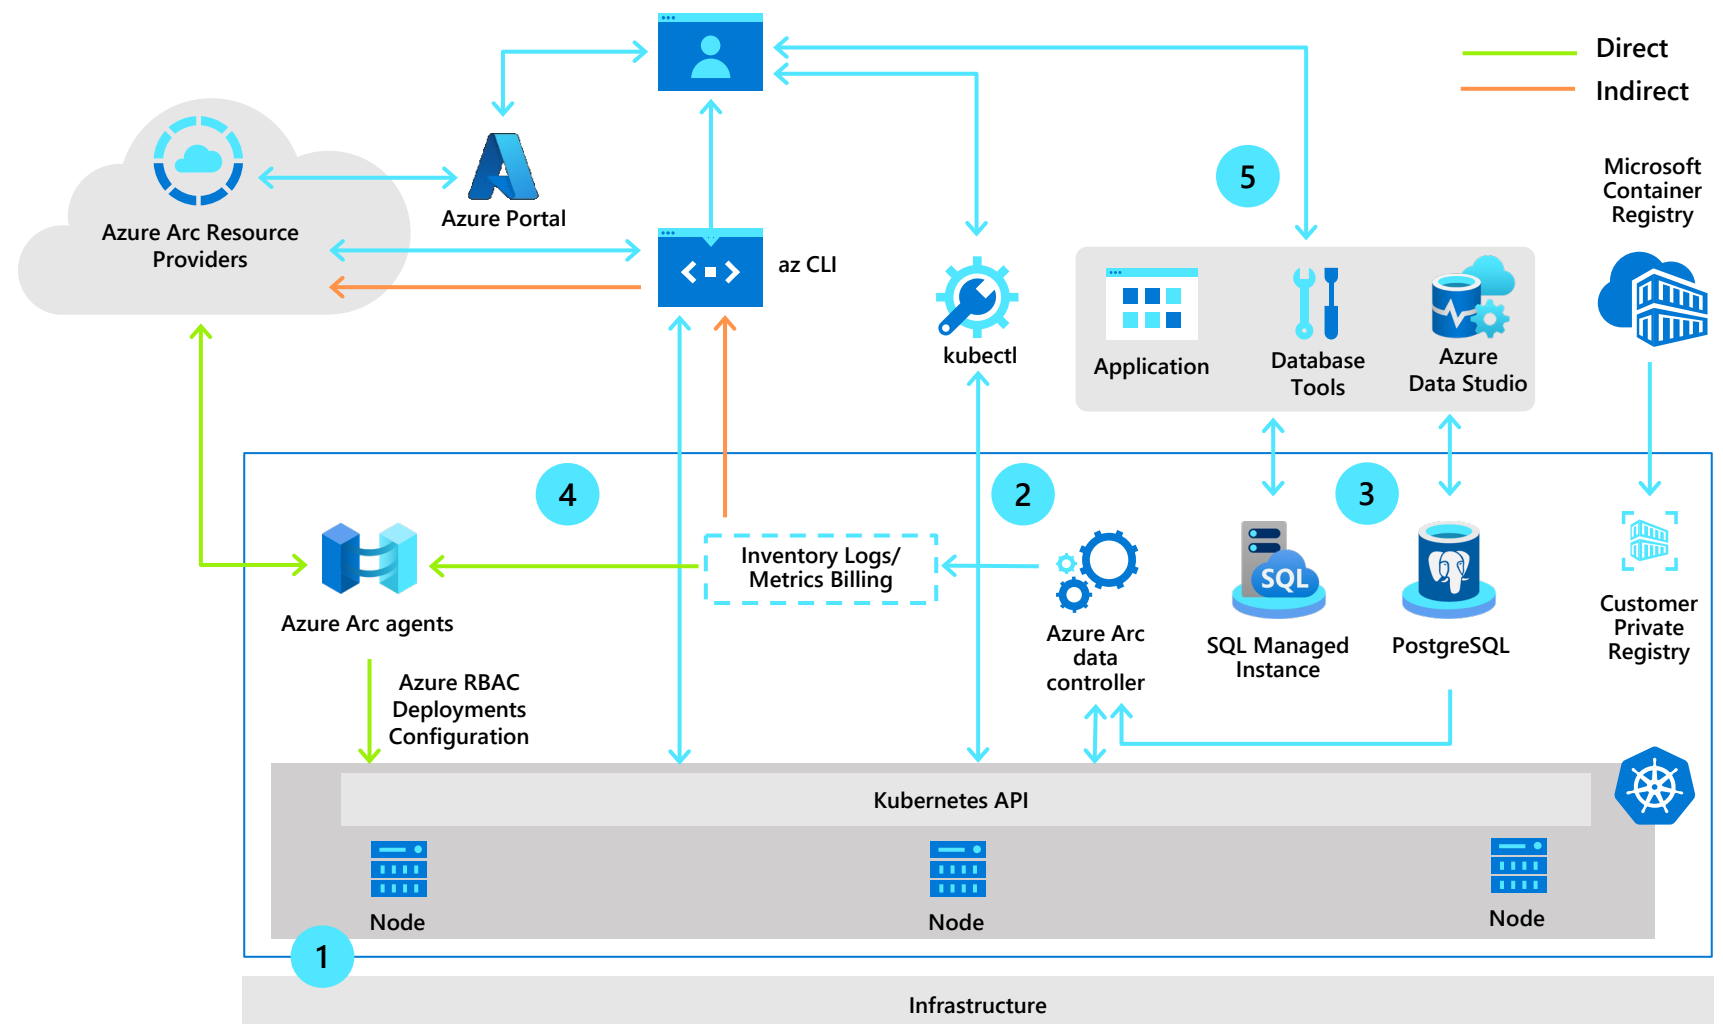 Direct
Indirect
Azure Portal
Azure Arc Resource
Providers
az CLI
kubectl
5
Application
Database
Tools
Azure
Data Studio
Microsoft
Container
Registry
4
2
3
Azure Arc agents
Azure RBAC
Deployments
Configuration
Inventory Logs/
Metrics Billing
Azure Arc
data
controller
SQL
SQL Managed
Instance
PostgreSQL
Customer
Private
Registry
Kubernetes API
Node
Node
Node
1
Infrastructure